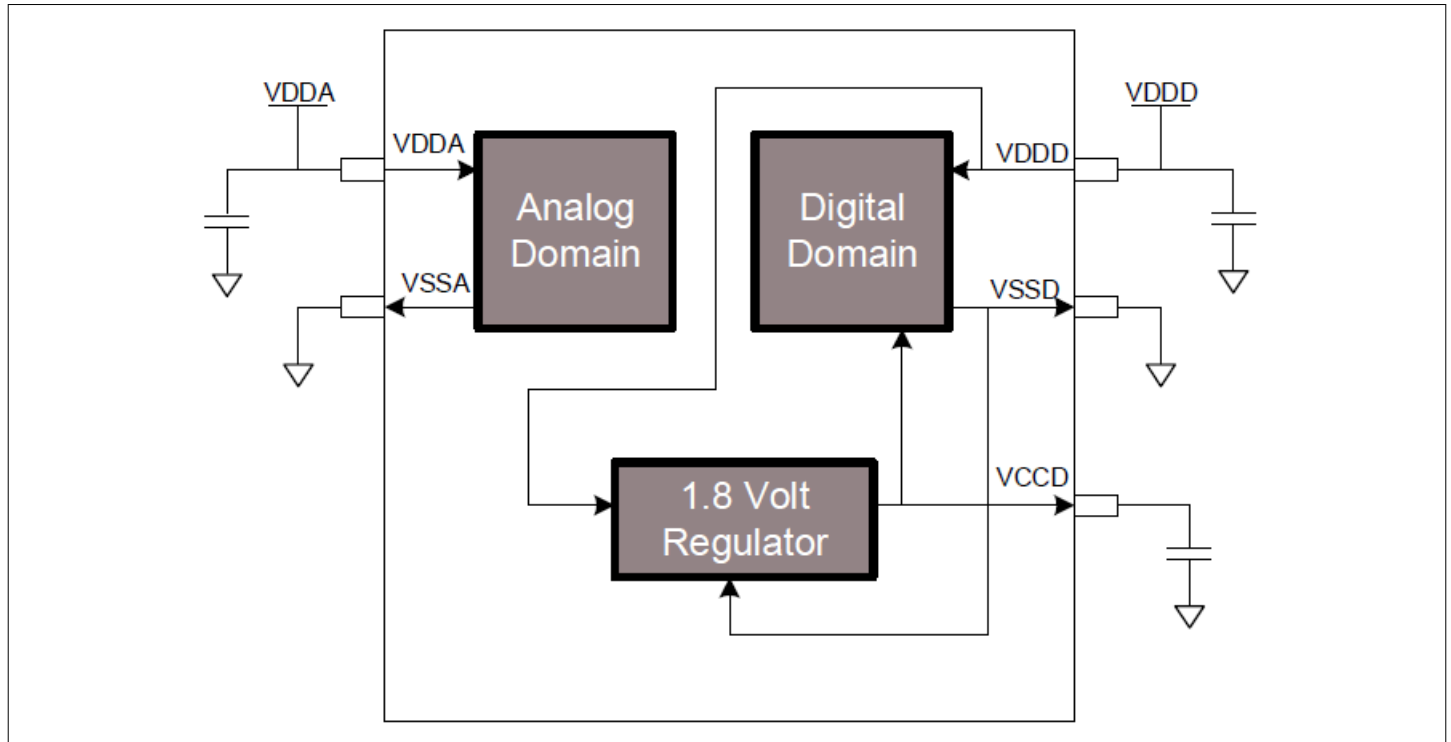 VDDA
VDDD
VDDA
VDDD
Analog
Domain
Digital
Domain
VSSA
VSSD
1.8 Volt
Regulator
VCCD